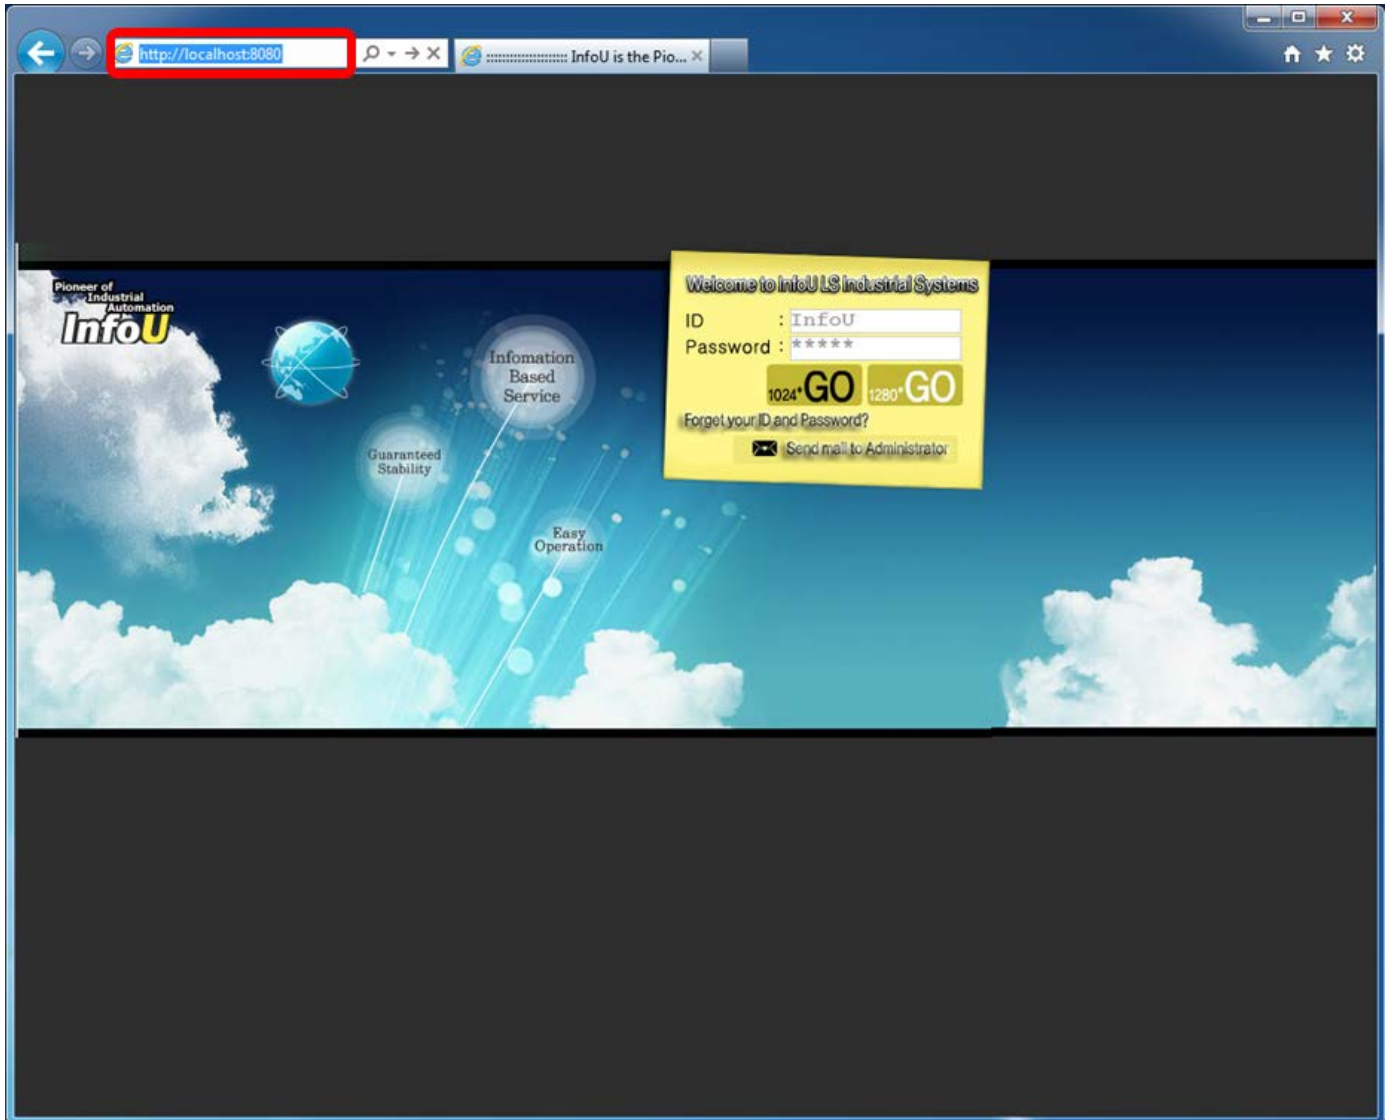 http://localhost:8080
:::::::::::::::::::::: InfoU is the Pio...
Pioneer of
Industrial
Automation
InfoU
Infomation
Based
Service
Guaranteed
Stability
Easy
Operation
Welcome to InfoU LS Industrial Systems
ID : InfoU
Password : *****
1024*GO 1280*GO
Forget your ID and Password?
Send mail to Administrator